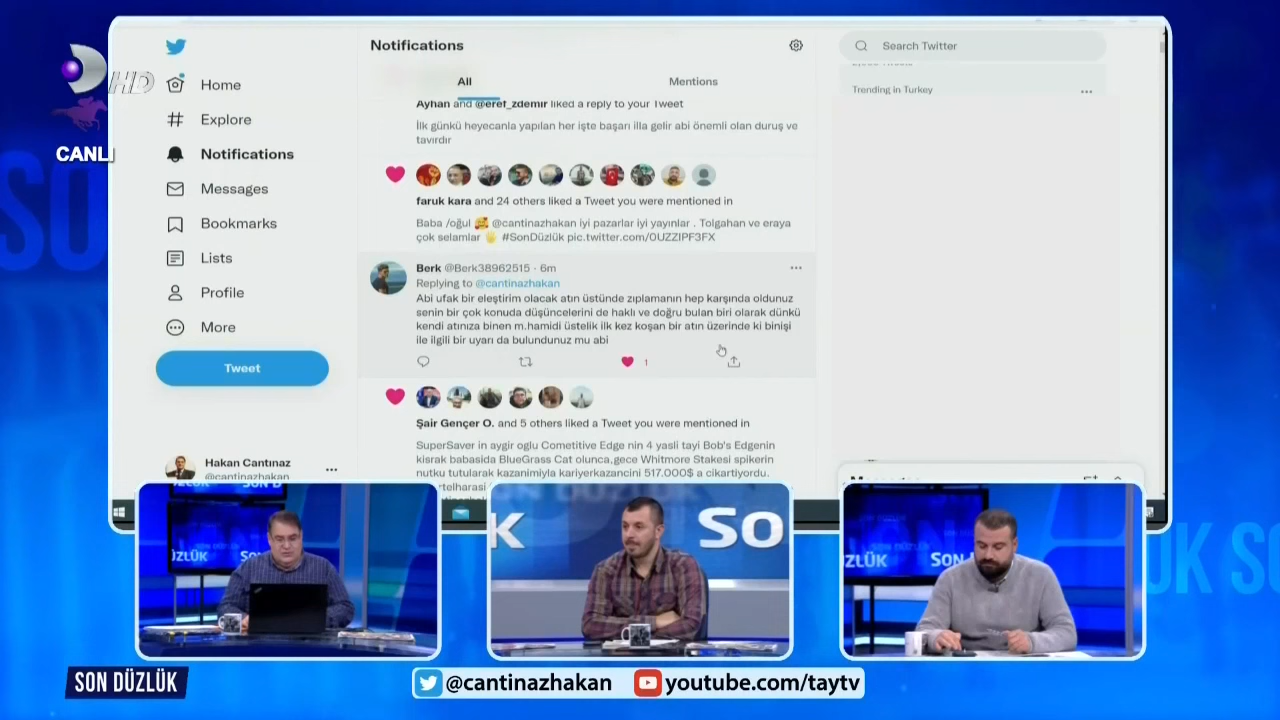 HD
CANLI
Home
Explore
Notifications
Messages
Bookmarks
Lists
Profile
More
Tweet
Hakan Cantınaz
@cantinazhakan
Notifications
All
Mentions
Ayhan and @eref_zdemir liked a reply to your Tweet
İlk günkü heyecanla yapılan her işte başarı illa gelir abi önemli olan duruş ve
tavırdır
faruk kara and 24 others liked a Tweet you were mentioned in
Baba /oğul 🥰 @cantinazhakan iyi pazarlar iyi yayınlar . Tolgahan ve eraya
çok selamlar 🖐 #SonDüzlük pic.twitter.com/0UZZIPF3FX
Berk @Berk38962515 · 6m
Replying to @cantinazhakan
Abi ufak bir eleştirim olacak atın üstünde zıplamanın hep karşında oldunuz
senin bir çok konuda düşüncelerini de haklı ve doğru bulan biri olarak dünkü
kendi atınıza binen m.hamidi üstelik ilk kez koşan bir atın üzerinde ki binişi
ile ilgili bir uyarı da bulundunuz mu abi
1
Şair Gençer O. and 5 others liked a Tweet you were mentioned in
SuperSaver in aygir oglu Cometitive Edge nin 4 yasli tayi Bob's Edgenin
kisrak babasida BlueGrass Cat olunca,gece Whitmore Stakesi spikerin
nutku tutularak kazanimiyla kariyerkazancini 517.000$ a cikartiyordu.
Search Twitter
Trending in Turkey
SON DÜZLÜK
@cantinazhakan
youtube.com/taytv